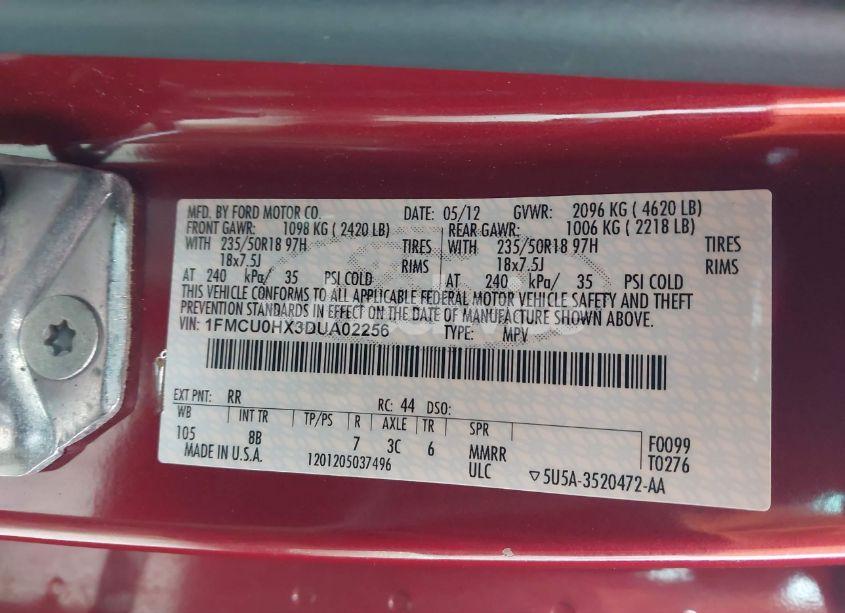 MFD. BY FORD MOTOR CO. DATE: 05/12 GVWR: 2096 KG ( 4620 LB)
FRONT GAWR: 1098 KG ( 2420 LB) REAR GAWR: 1006 KG ( 2218 LB)
WITH 235/50R18 97H TIRES WITH 235/50R18 97H TIRES
18x7.5J RIMS 18x7.5J RIMS
AT 240 kPa/ 35 PSI COLD AT 240 kPa/ 35 PSI COLD
THIS VEHICLE CONFORMS TO ALL APPLICABLE FEDERAL MOTOR VEHICLE SAFETY AND THEFT
PREVENTION STANDARDS IN EFFECT ON THE DATE OF MANUFACTURE SHOWN ABOVE.
VIN: 1FMCU0HX3DUA02256 TYPE: MPV
EXT PNT: RR RC: 44 DSO:
WB INT TR TP/PS R AXLE TR SPR F0099
105 8B 7 3C 6 MMRR T0276
MADE IN U.S.A. 1201205037496 ULC ▽5U5A-3520472-AA